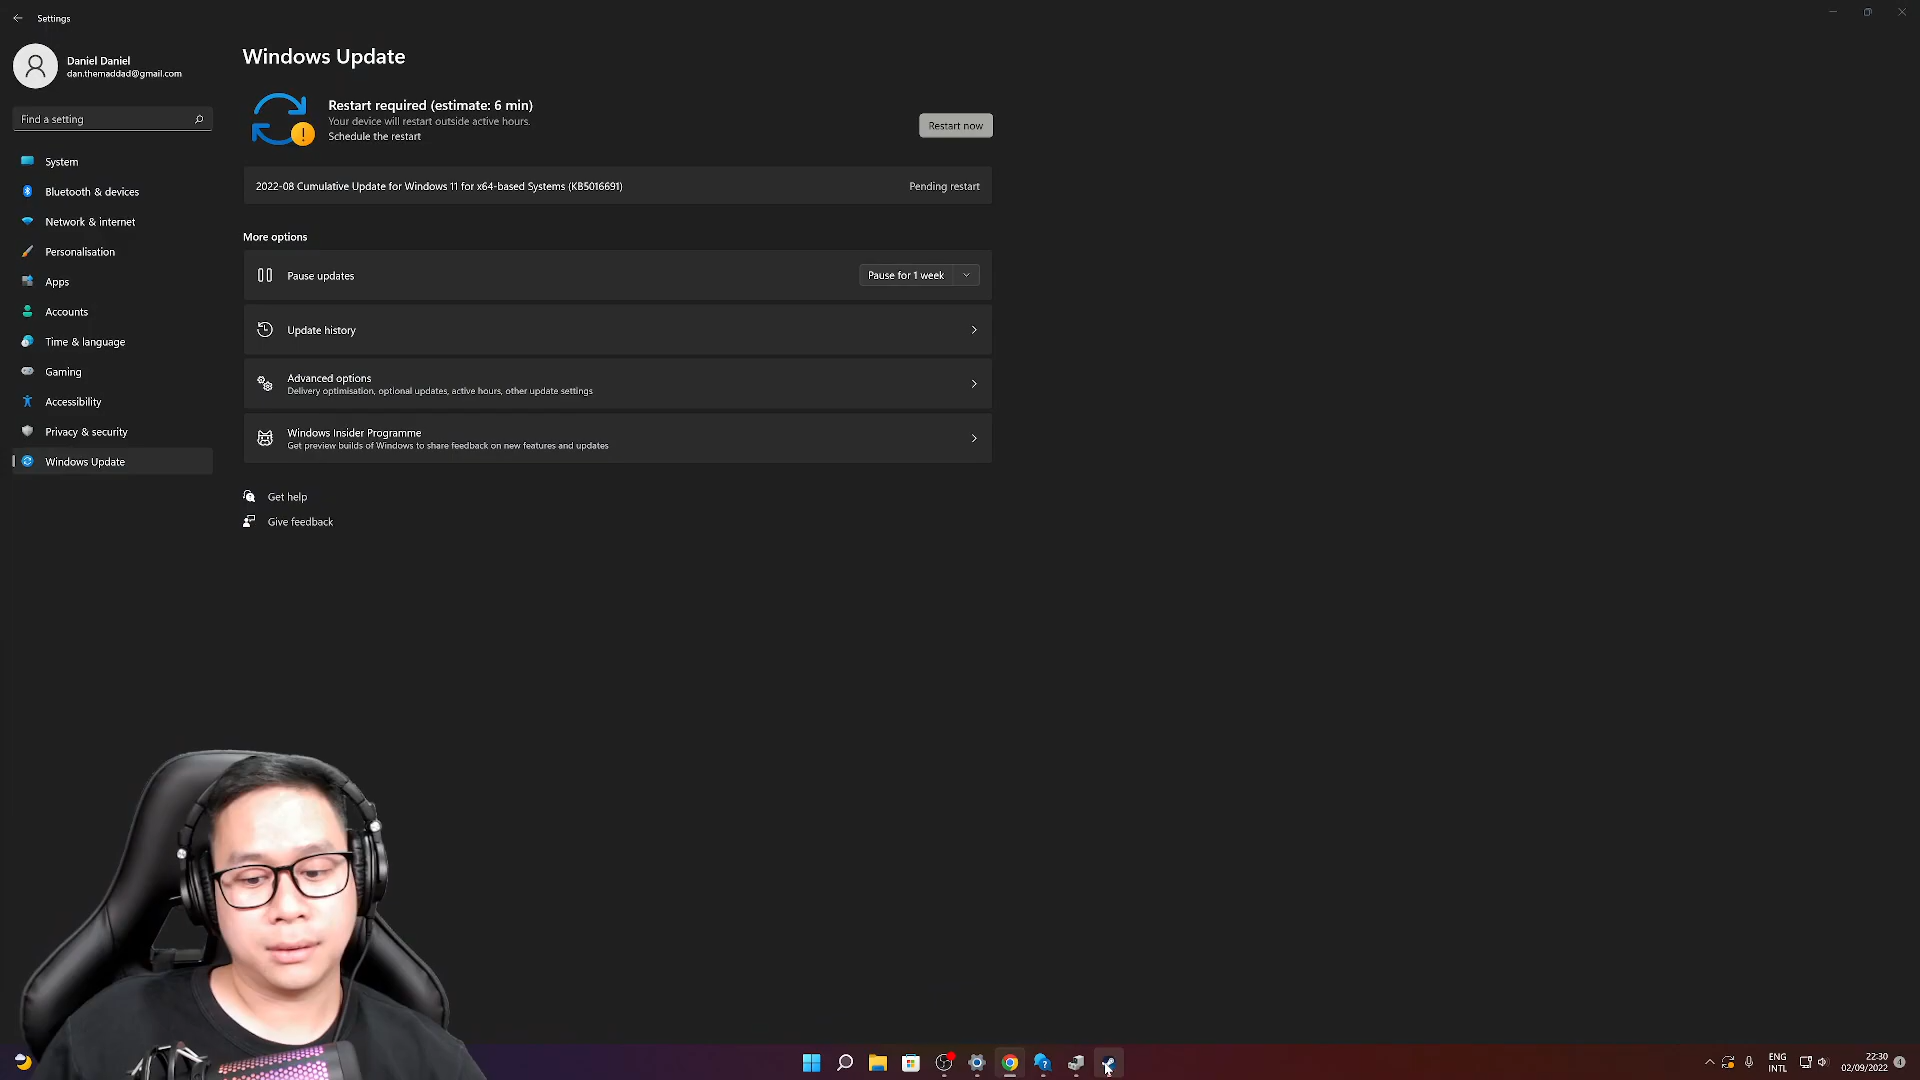 Settings
Daniel Daniel
dan.themaddad@gmail.com
Find a setting
System
Bluetooth & devices
Network & internet
Personalisation
Apps
Accounts
Time & language
Gaming
Accessibility
Privacy & security
Windows Update
Windows Update
Restart required (estimate: 6 min)
Your device will restart outside active hours.
Schedule the restart
Restart now
2022-08 Cumulative Update for Windows 11 for x64-based Systems (KB5016691)
Pending restart
More options
Pause updates
Pause for 1 week
Update history
Advanced options
Delivery optimisation, optional updates, active hours, other update settings
Windows Insider Programme
Get preview builds of Windows to share feedback on new features and updates
Get help
Give feedback
ENG
INTL
22:30
02/09/2022
4